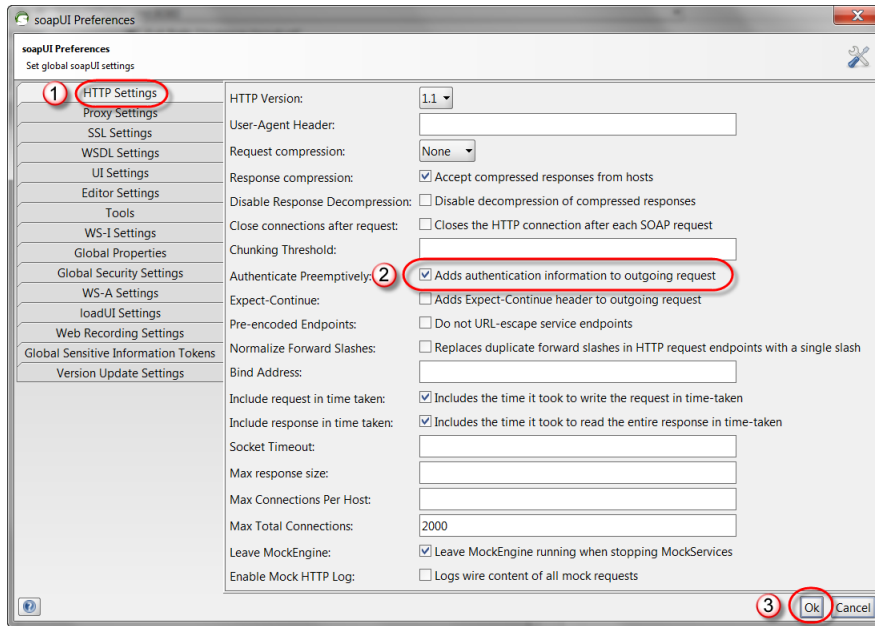 soapUI Preferences
soapUI Preferences
Set global soapUI settings
1 HTTP Settings
Proxy Settings
SSL Settings
WSDL Settings
UI Settings
Editor Settings
Tools
WS-I Settings
Global Properties
Global Security Settings
WS-A Settings
loadUI Settings
Web Recording Settings
Global Sensitive Information Tokens
Version Update Settings
HTTP Version: 1.1
User-Agent Header:
Request compression: None
Response compression: Accept compressed responses from hosts
Disable Response Decompression: Disable decompression of compressed responses
Close connections after request: Closes the HTTP connection after each SOAP request
Chunking Threshold:
Authenticate Preemptively: 2 Adds authentication information to outgoing request
Expect-Continue: Adds Expect-Continue header to outgoing request
Pre-encoded Endpoints: Do not URL-escape service endpoints
Normalize Forward Slashes: Replaces duplicate forward slashes in HTTP request endpoints with a single slash
Bind Address:
Include request in time taken: Includes the time it took to write the request in time-taken
Include response in time taken: Includes the time it took to read the entire response in time-taken
Socket Timeout:
Max response size:
Max Connections Per Host:
Max Total Connections: 2000
Leave MockEngine: Leave MockEngine running when stopping MockServices
Enable Mock HTTP Log: Logs wire content of all mock requests
? 3 Ok Cancel